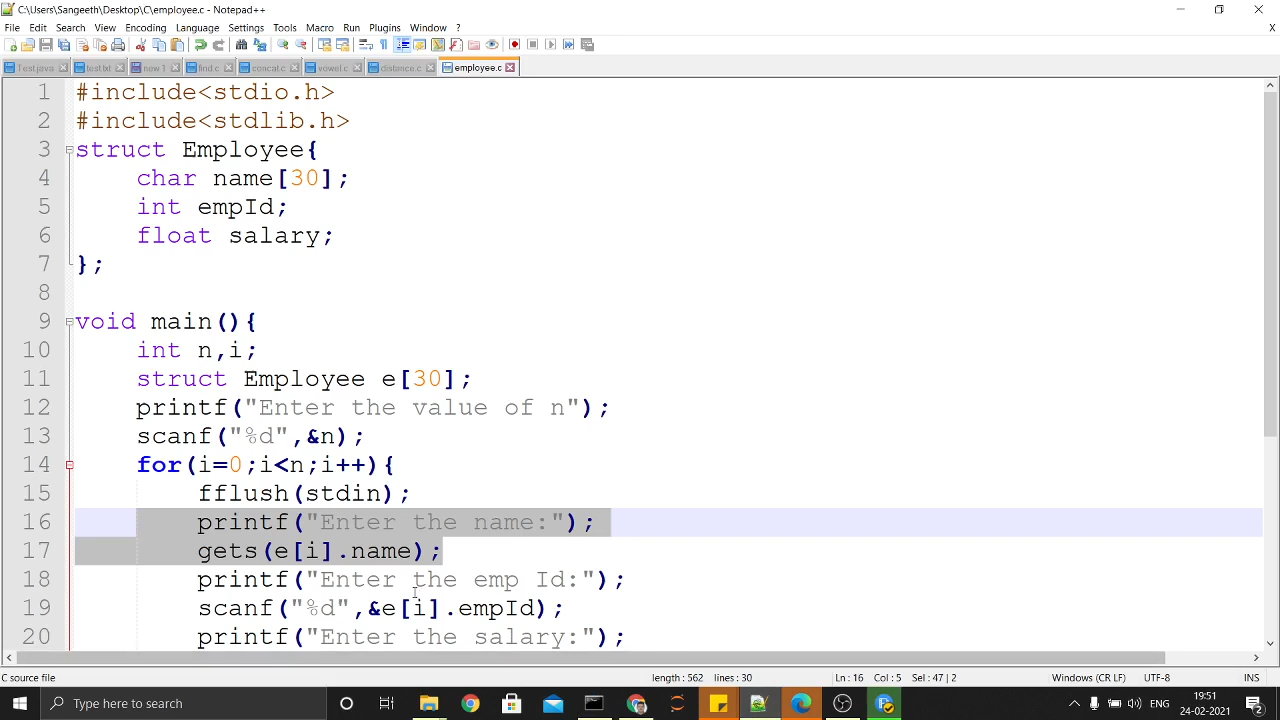 C:\Users\Sangeeth\Desktop\C\employee.c - Notepad++
File Edit Search View Encoding Language Settings Tools Macro Run Plugins Window ?
X
Test.java test.txt new 1 find.c concat.c vowel.c distance.c employee.c
1 #include<stdio.h>
2 #include<stdlib.h>
3 struct Employee{
4 char name[30];
5 int empId;
6 float salary;
7 };
8
9 void main(){
10 int n,i;
11 struct Employee e[30];
12 printf("Enter the value of n");
13 scanf("%d",&n);
14 for(i=0;i<n;i++){
15 fflush(stdin);
16 printf("Enter the name:");
17 gets(e[i].name);
18 printf("Enter the emp Id:");
19 scanf("%d",&e[i].empId);
20 printf("Enter the salary:");
C source file length: 562 lines: 30 Ln: 16 Col: 5 Sel: 47 | 2 Windows (CR LF) UTF-8 INS
Type here to search
ENG
19:51
24-02-2021